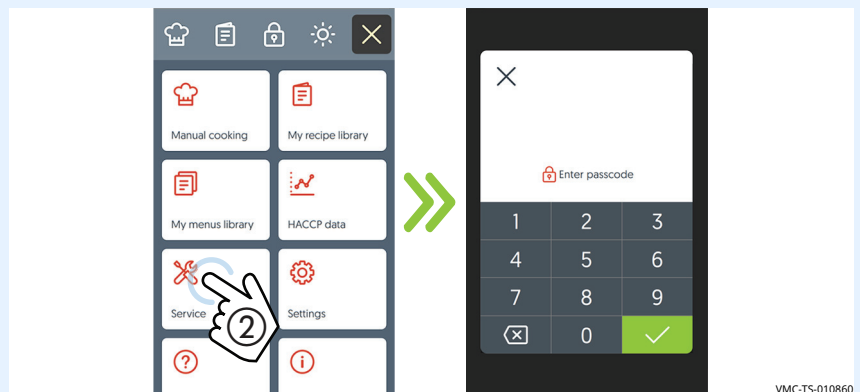 Manual cooking
My recipe library
My menus library
HACCP data
Service
Settings
?
i
2
Enter passcode
1 2 3
4 5 6
7 8 9
0
VMC-TS-010860